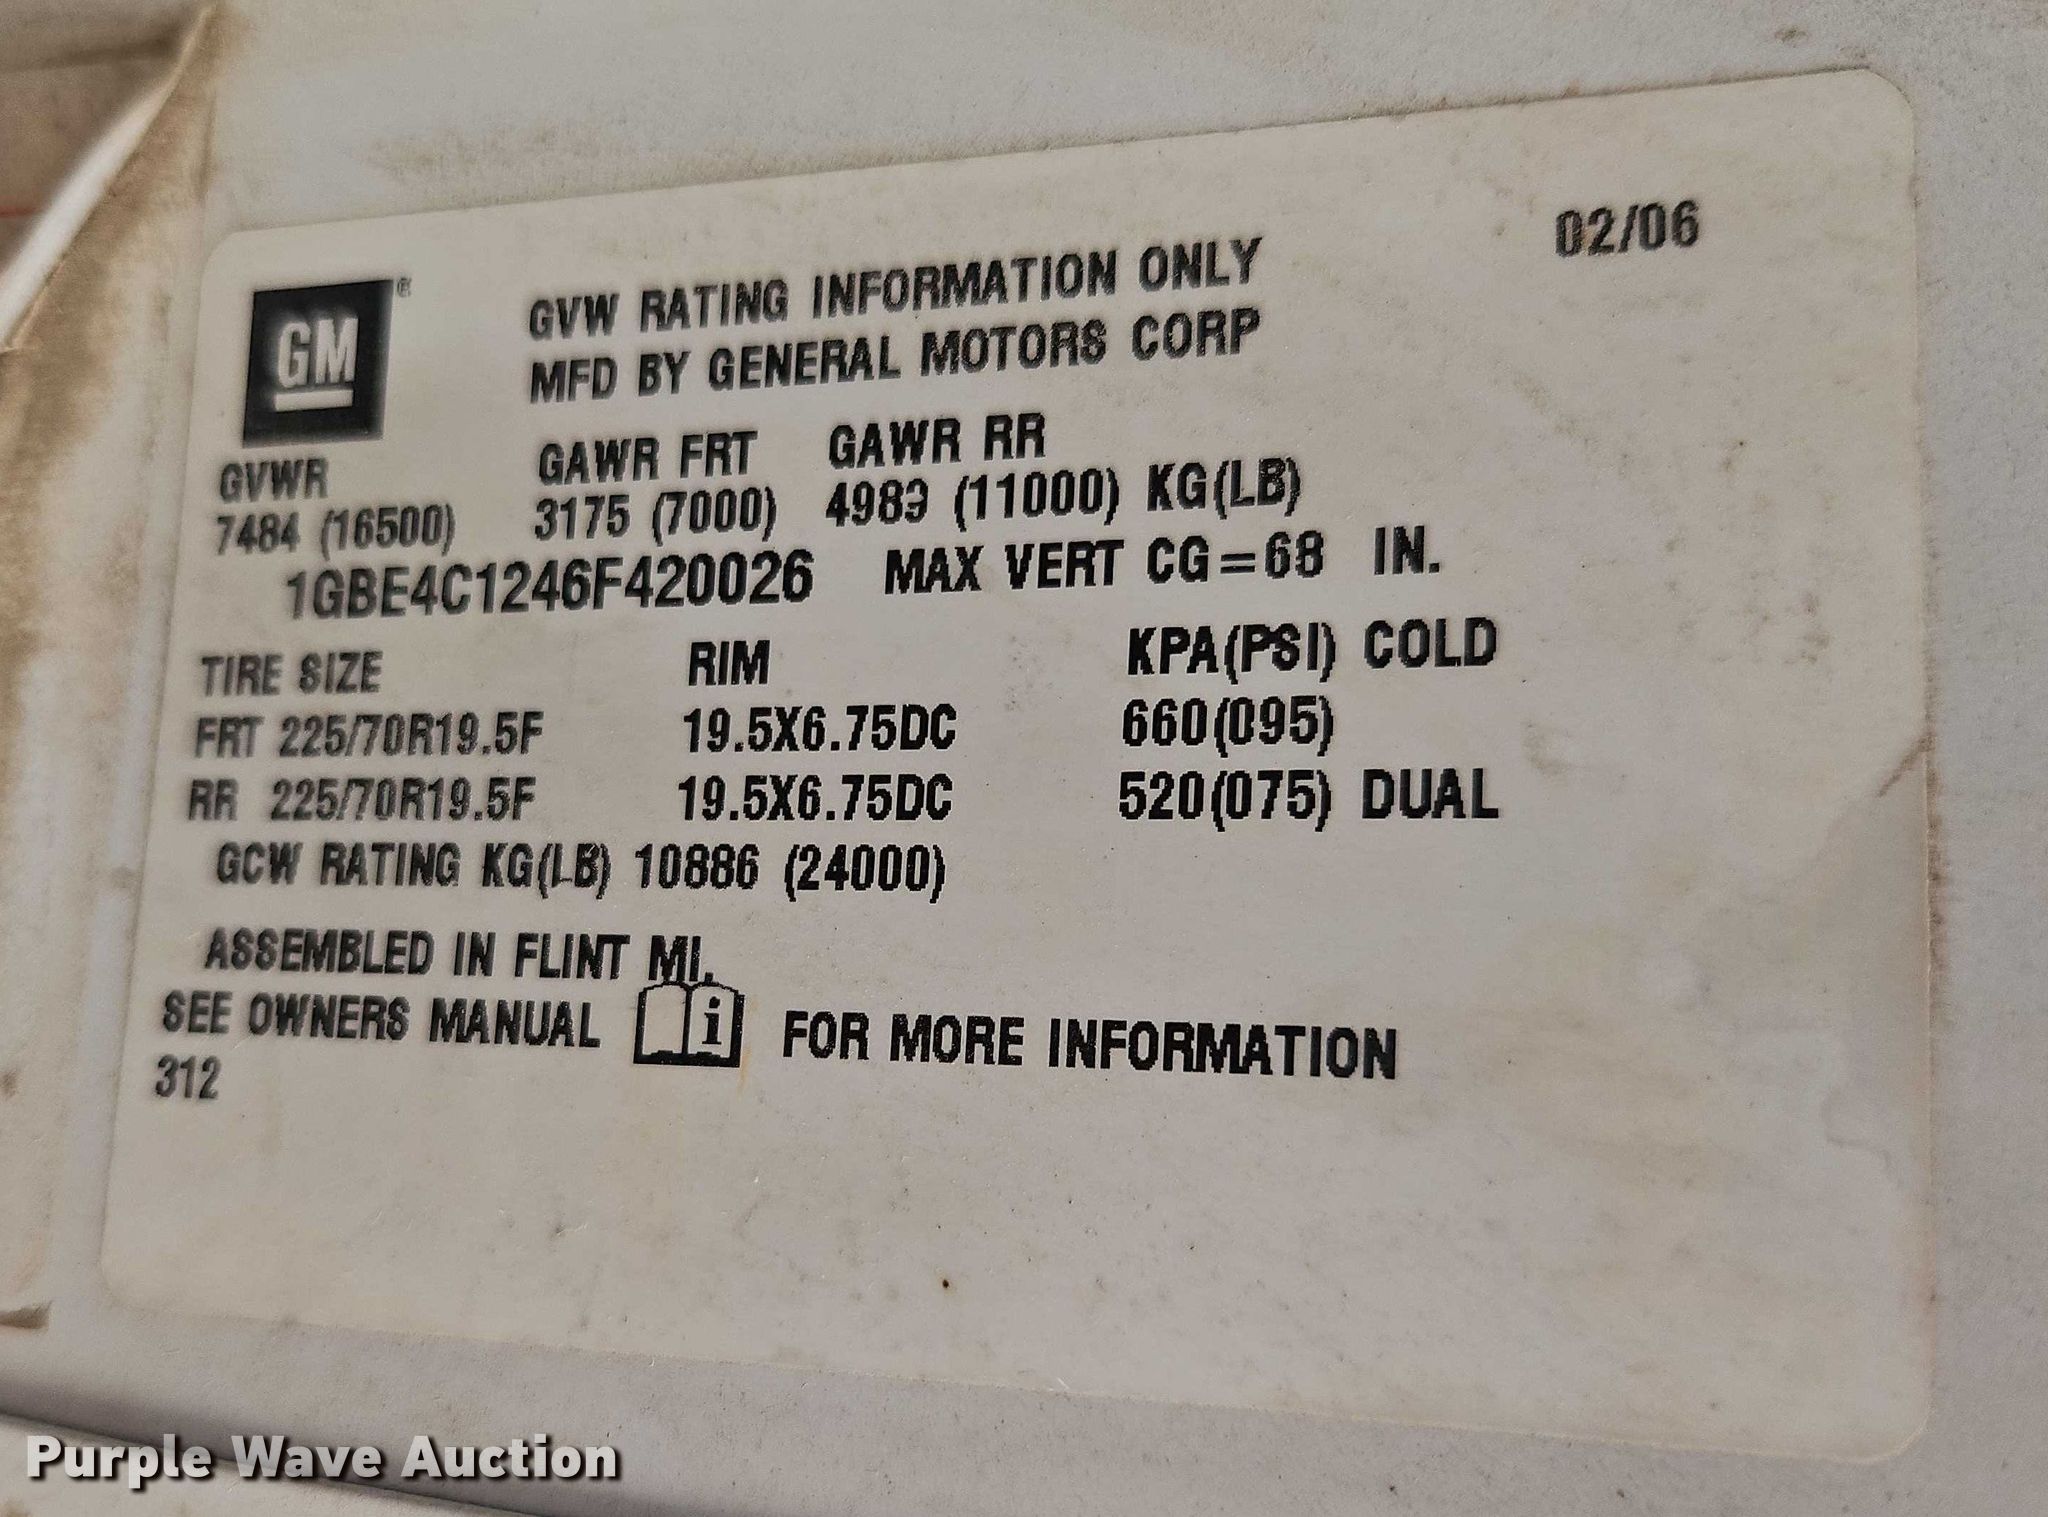 02/06
GM®
GVW RATING INFORMATION ONLY
MFD BY GENERAL MOTORS CORP
GVWR GAWR FRT GAWR RR
7484 (16500) 3175 (7000) 4989 (11000) KG(LB)
1GBE4C1246F420026 MAX VERT CG=68 IN.
TIRE SIZE RIM KPA(PSI) COLD
FRT 225/70R19.5F 19.5X6.75DC 660(095)
RR 225/70R19.5F 19.5X6.75DC 520(075) DUAL
GCW RATING KG(LB) 10886 (24000)
ASSEMBLED IN FLINT MI.
SEE OWNERS MANUAL i FOR MORE INFORMATION
312
Purple Wave Auction